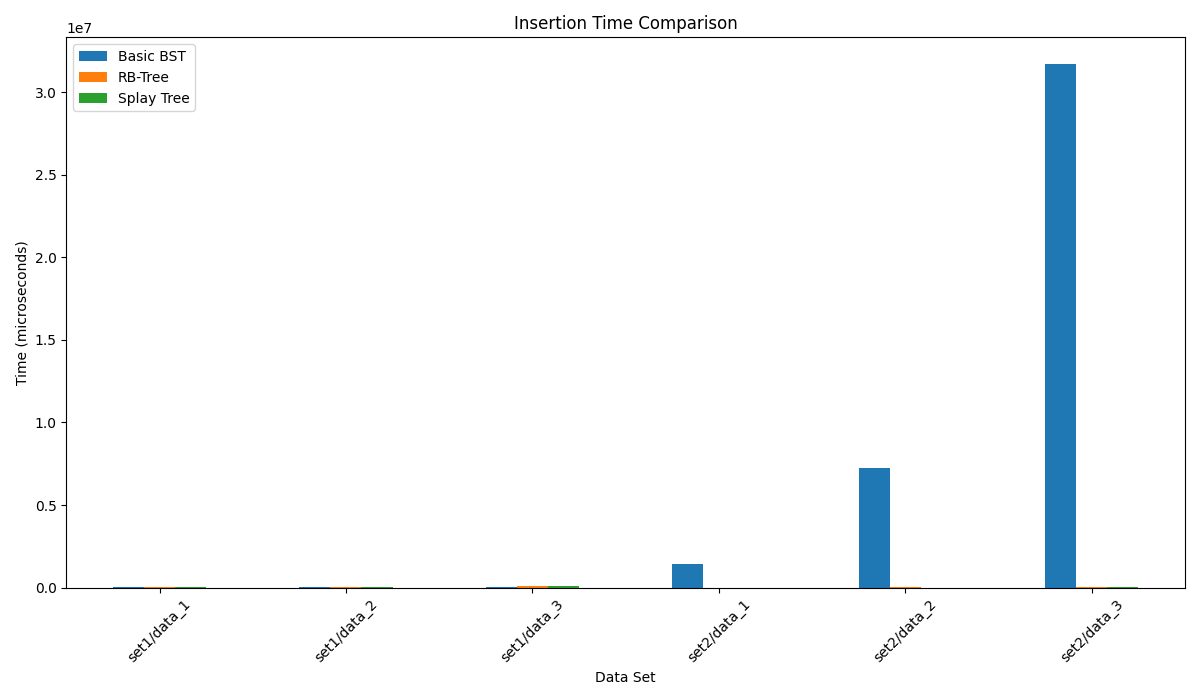 Insertion Time Comparison
1e7
Basic BST
RB-Tree
Splay Tree
Time (microseconds)
3.0
2.5
2.0
1.5
1.0
0.5
0.0
set1/data_1
set1/data_2
set1/data_3
set2/data_1
set2/data_2
set2/data_3
Data Set